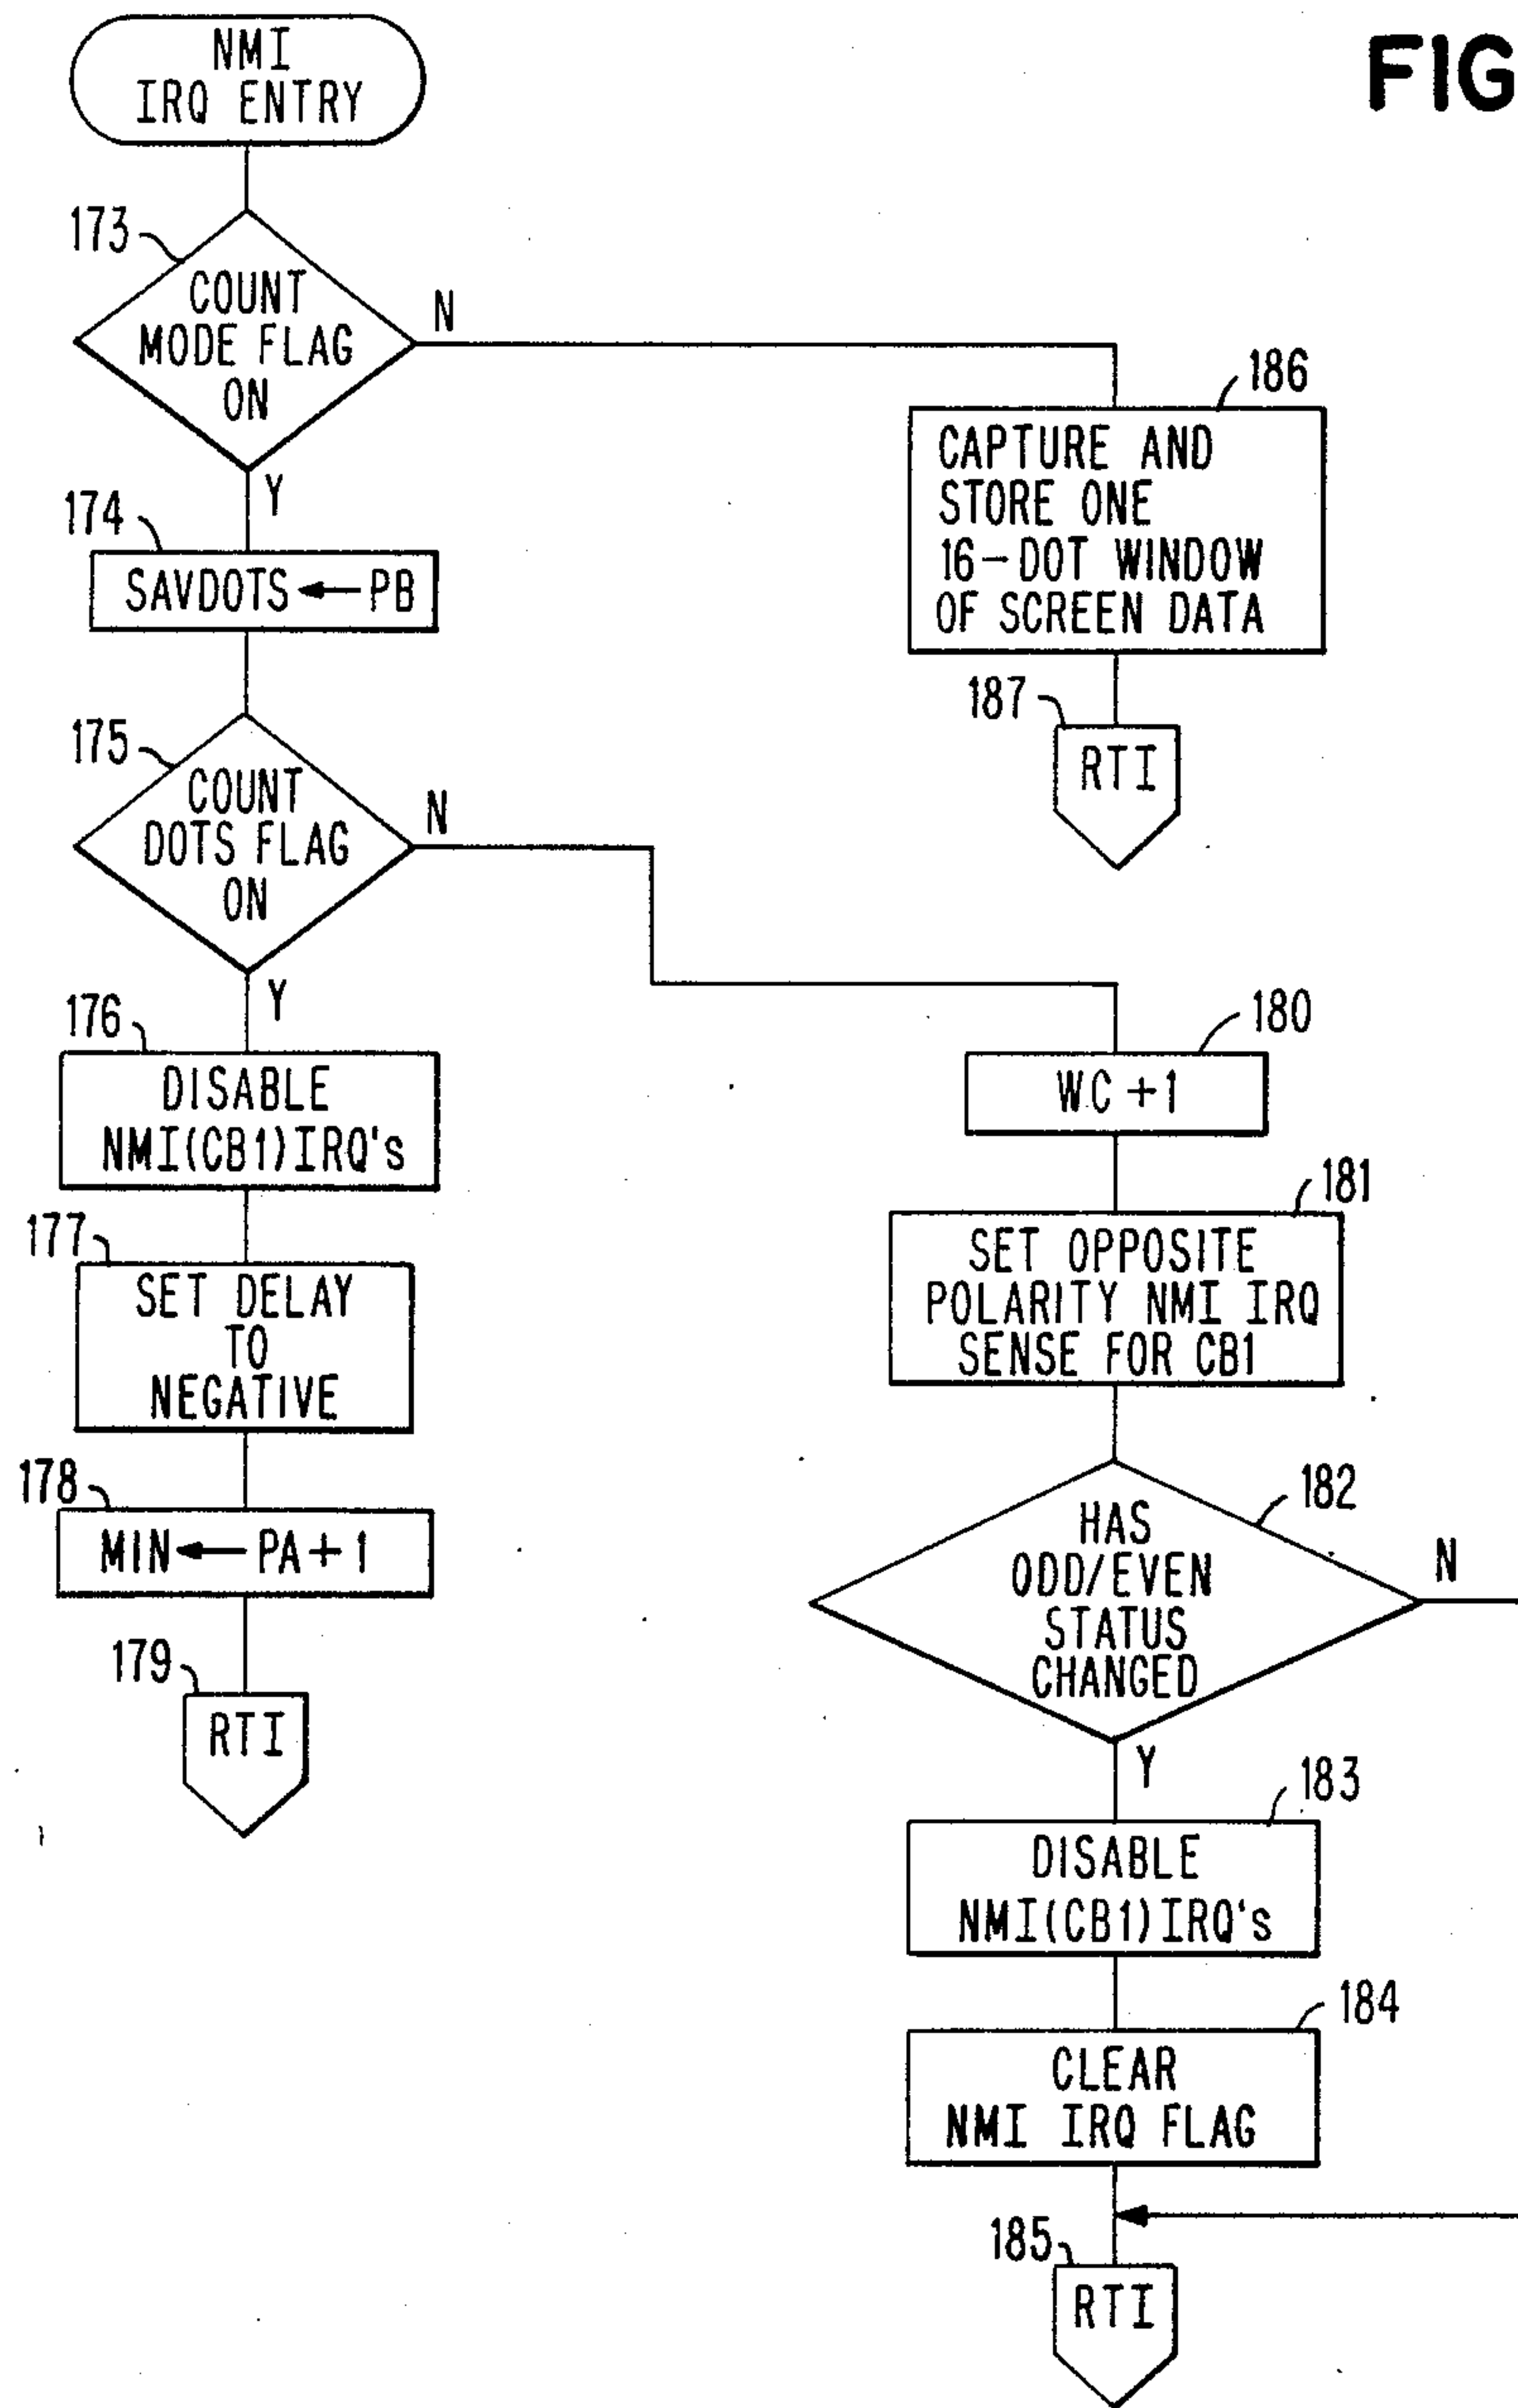 FIG
NMI
IRQ ENTRY
173
COUNT
MODE FLAG
ON
N
Y
186
CAPTURE AND
STORE ONE
16-DOT WINDOW
OF SCREEN DATA
187
RTI
174
SAVDOTS ← PB
175
COUNT
DOTS FLAG
ON
N
Y
176
DISABLE
NMI(CB1)IRQ's
177
SET DELAY
TO
NEGATIVE
178
MIN ← PA+1
179
RTI
180
WC +1
181
SET OPPOSITE
POLARITY NMI IRQ
SENSE FOR CB1
182
HAS
ODD/EVEN
STATUS
CHANGED
N
Y
183
DISABLE
NMI(CB1)IRQ's
184
CLEAR
NMI IRQ FLAG
185
RTI